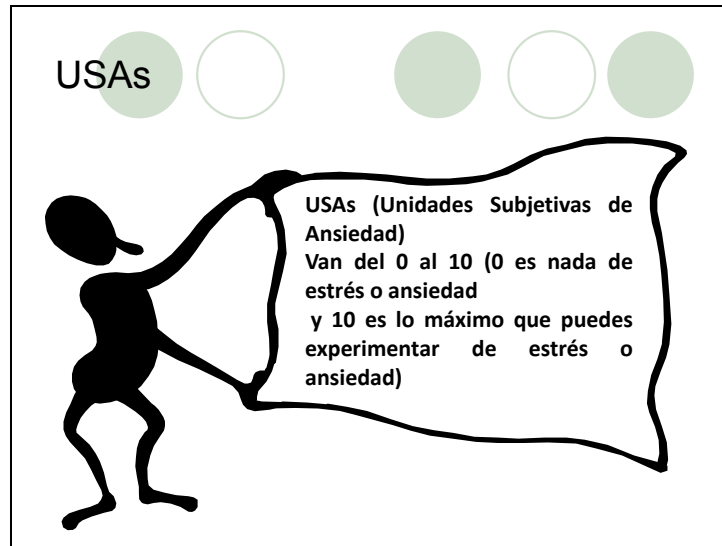 USAs
USAs (Unidades Subjetivas de
Ansiedad)
Van del 0 al 10 (0 es nada de
estrés o ansiedad
y 10 es lo máximo que puedes
experimentar de estrés o
ansiedad)